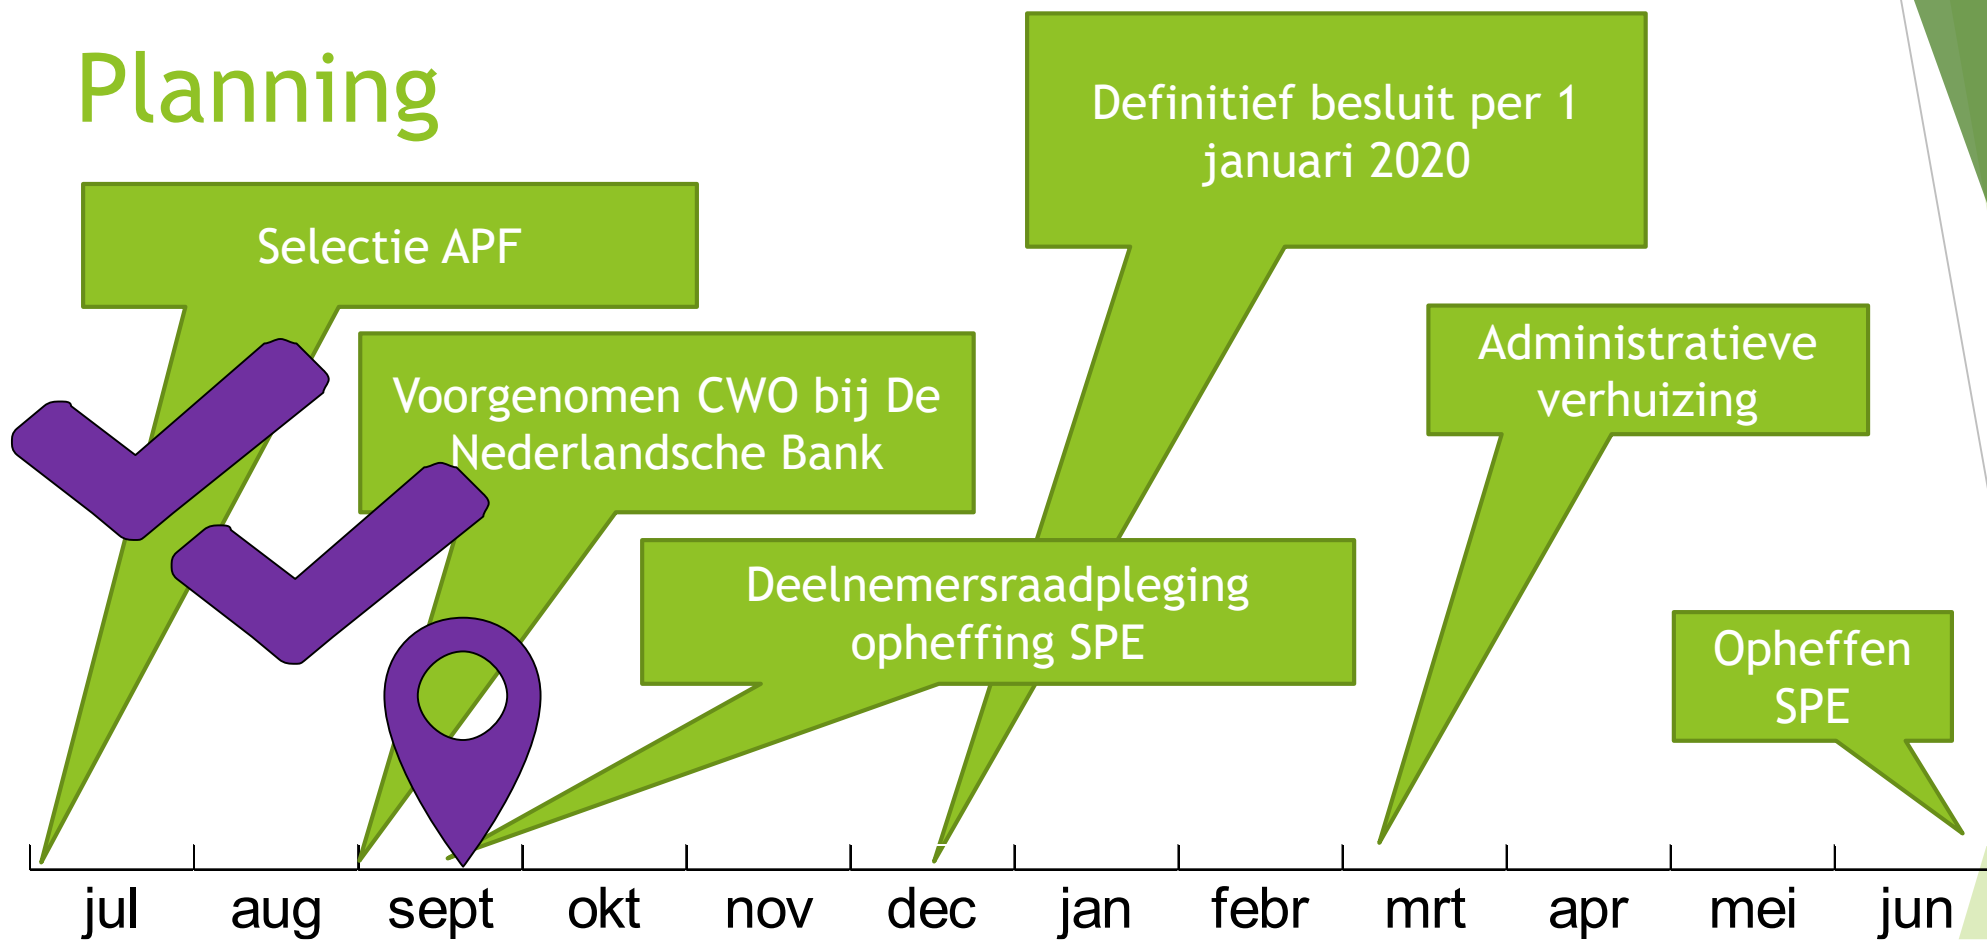 Planning
Selectie APF
Voorgenomen CWO bij De
Nederlandsche Bank
Deelnemersraadpleging
opheffing SPE
Definitief besluit per 1
januari 2020
Administratieve
verhuizing
Opheffen
SPE
jul aug sept okt nov dec jan febr mrt apr mei jun